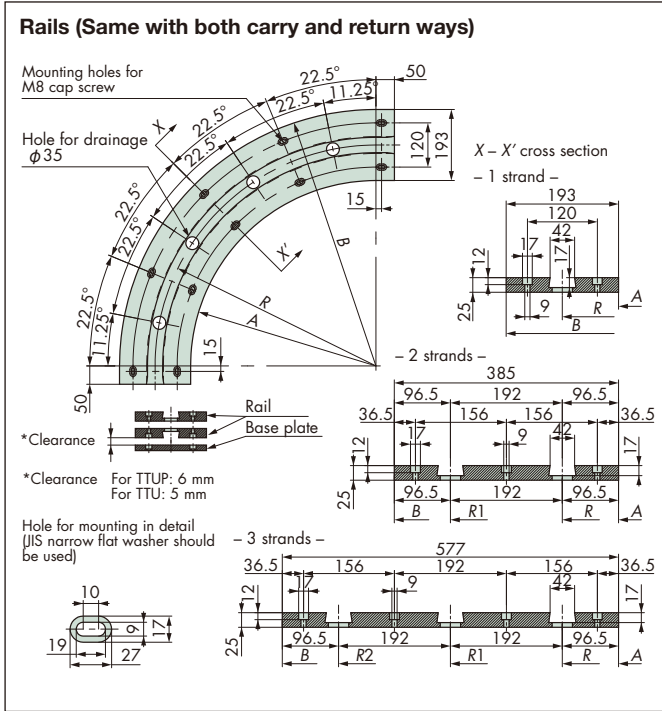 Rails (Same with both carry and return ways)
Mounting holes for
M8 cap screw
Hole for drainage
ϕ35
X
X′
22.5°
22.5°
11.25°
22.5°
22.5°
22.5°
22.5°
22.5°
11.25°
50
120
193
15
B
R
A
15
50
X – X′ cross section
– 1 strand –
193
120
17
42
12
17
25
9
R
A
B
– 2 strands –
385
96.5
192
96.5
36.5
156
156
36.5
17
9
42
12
17
25
96.5
192
96.5
B
R1
R
A
Rail
Base plate
*Clearance
*Clearance For TTUP: 6 mm
For TTU: 5 mm
Hole for mounting in detail
(JIS narrow flat washer should
be used)
10
9
17
19
27
– 3 strands –
577
36.5
156
192
156
36.5
17
9
42
12
17
25
96.5
192
192
96.5
B
R2
R1
R
A